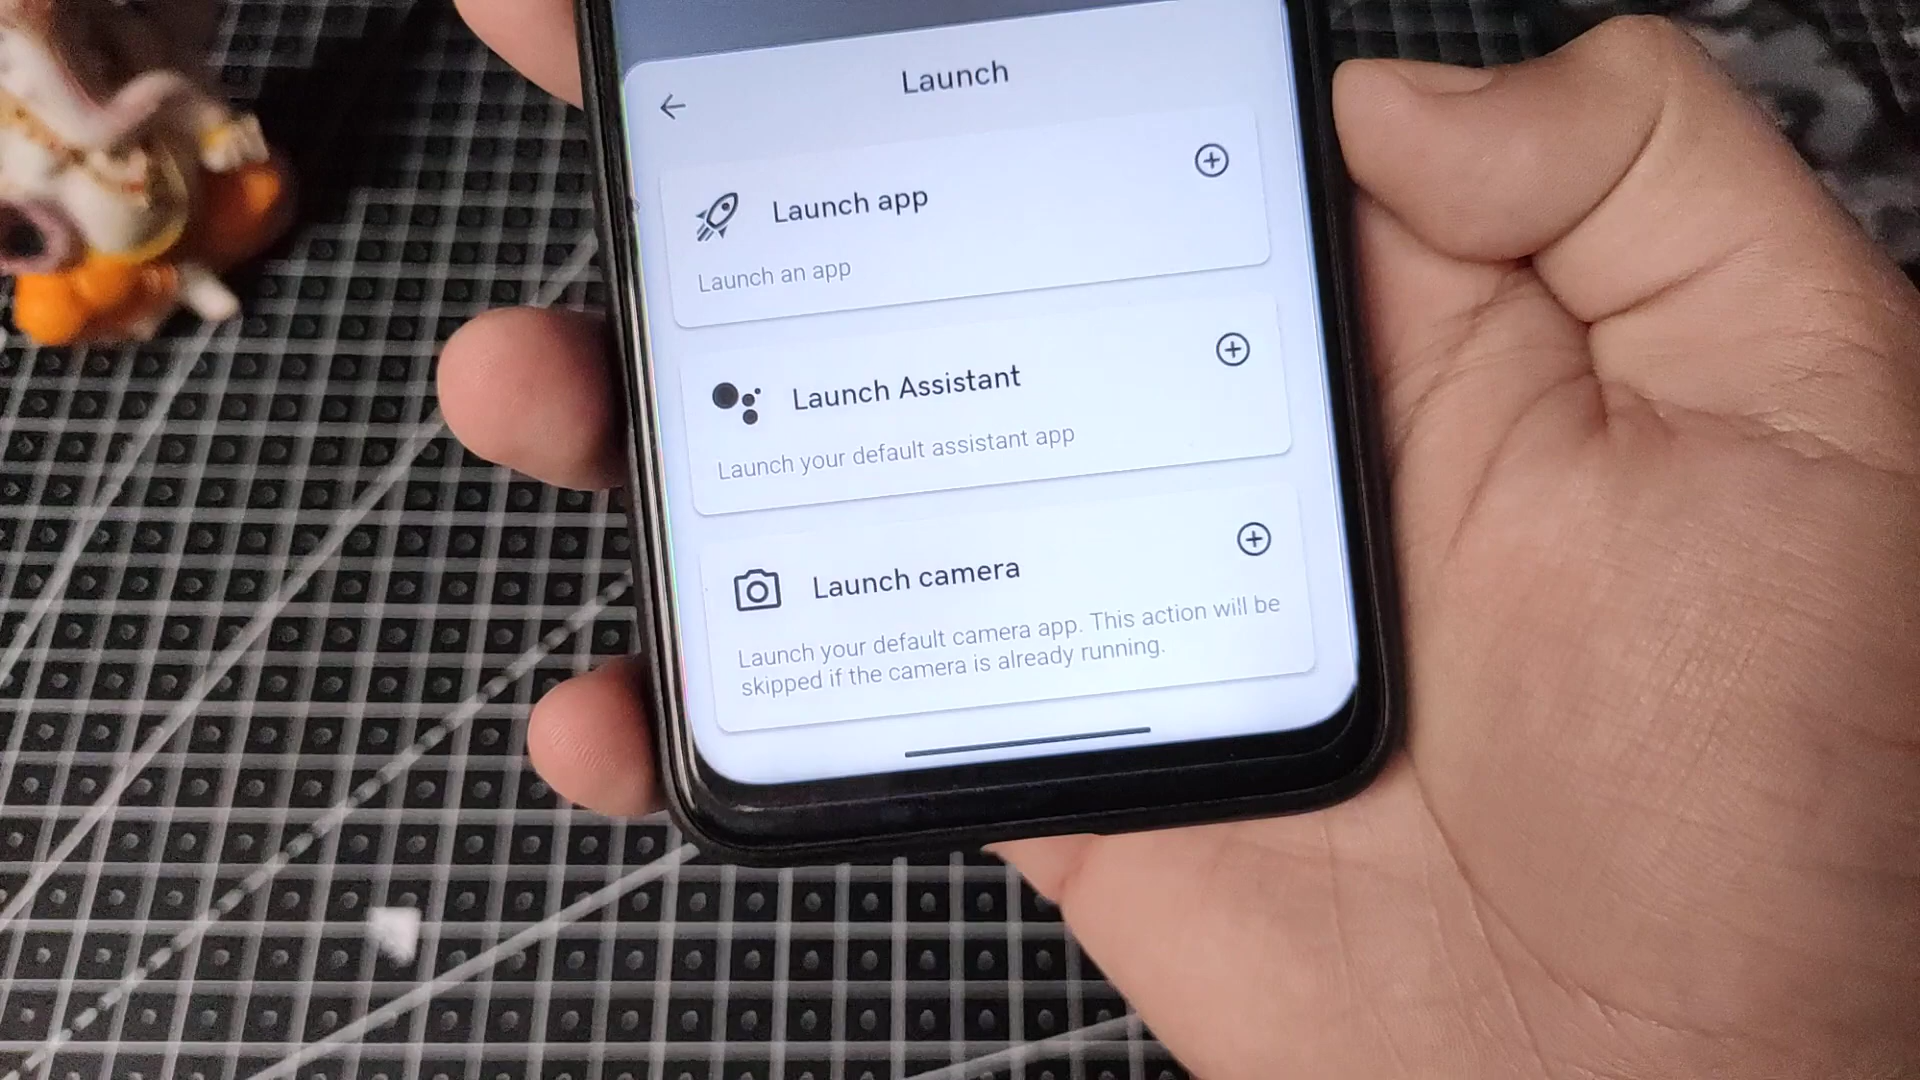 Launch
Launch app
Launch an app
Launch Assistant
Launch your default assistant app
Launch camera
Launch your default camera app. This action will be
skipped if the camera is already running.